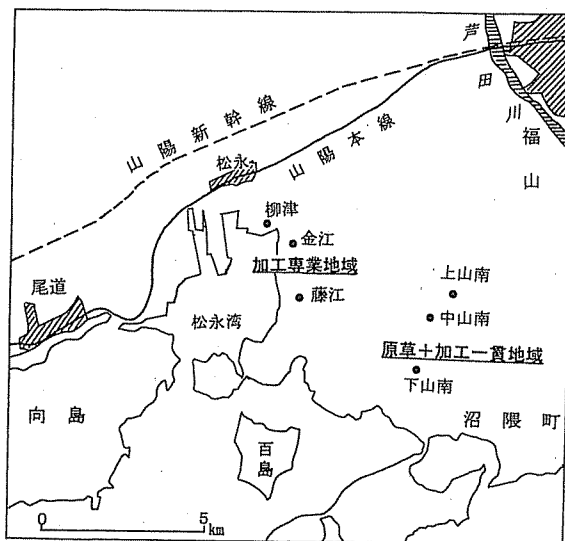 芦田川
福山
山陽新幹線
山陽本線
松永
柳津
金江
加工専業地域
尾道
上山南
藤江
松永湾
中山南
原草+加工一貫地域
下山南
向島
沼隈町
百島
0 5
km